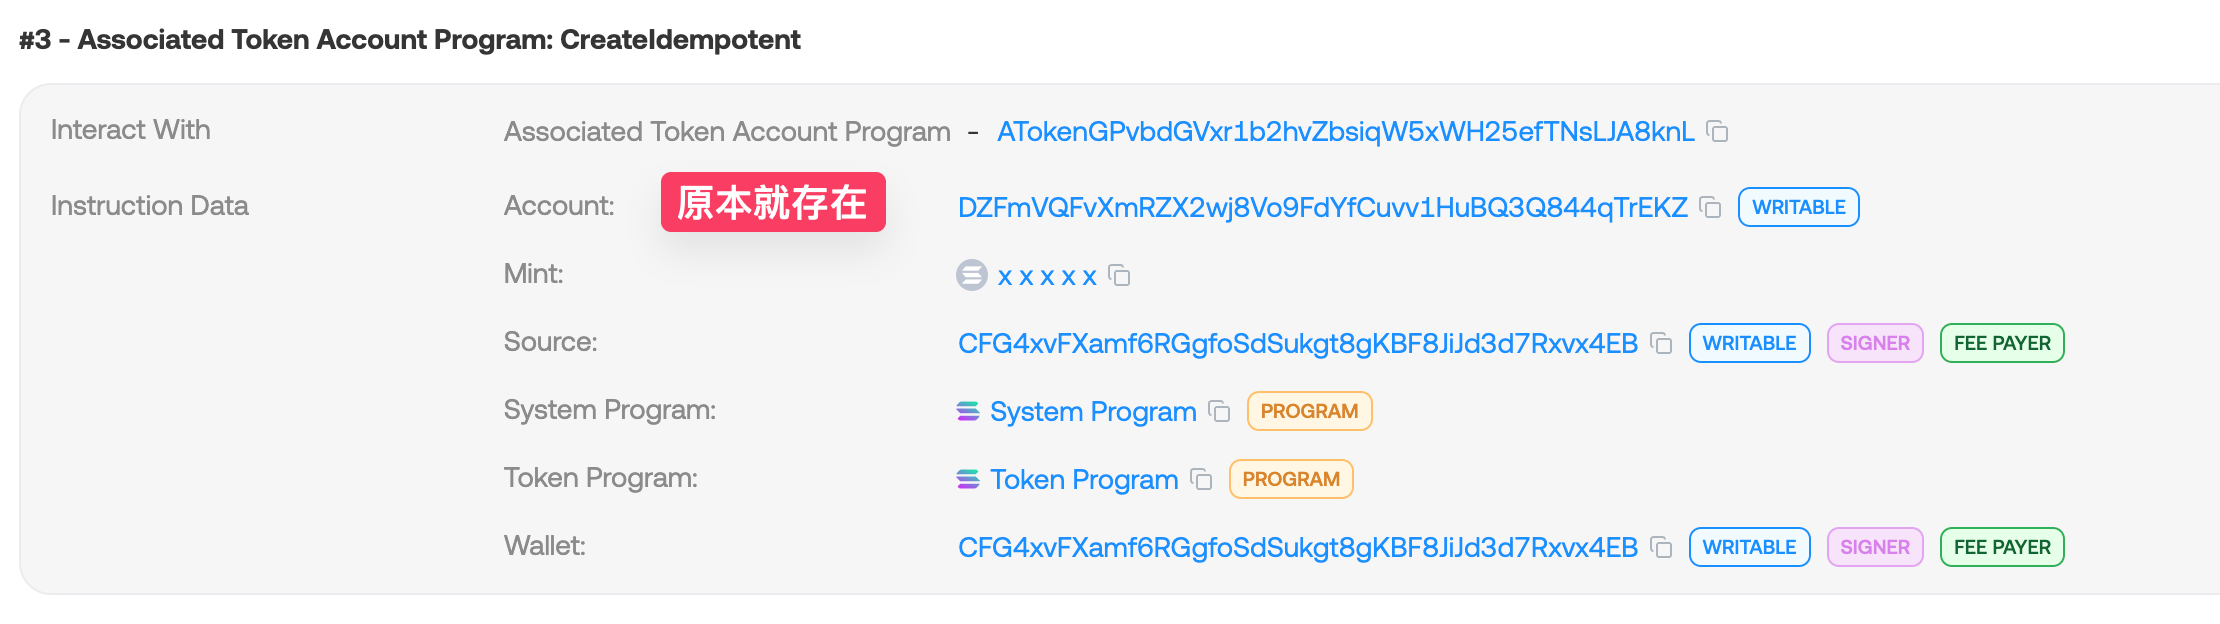 #3 - Associated Token Account Program: CreateIdempotent
Interact With Associated Token Account Program - ATokenGPvbdGVxr1b2hvZbsiqW5xWH25efTNsLJA8knL
Instruction Data Account: 原本就存在 DZFmVQFvXmRZX2wj8Vo9FdYfCuvv1HuBQ3Q844qTrEKZ WRITABLE
Mint: x x x x x
Source: CFG4xvFXamf6RGgfoSdSukgt8gKBF8JiJd3d7Rxvx4EB WRITABLE SIGNER FEE PAYER
System Program: System Program PROGRAM
Token Program: Token Program PROGRAM
Wallet: CFG4xvFXamf6RGgfoSdSukgt8gKBF8JiJd3d7Rxvx4EB WRITABLE SIGNER FEE PAYER